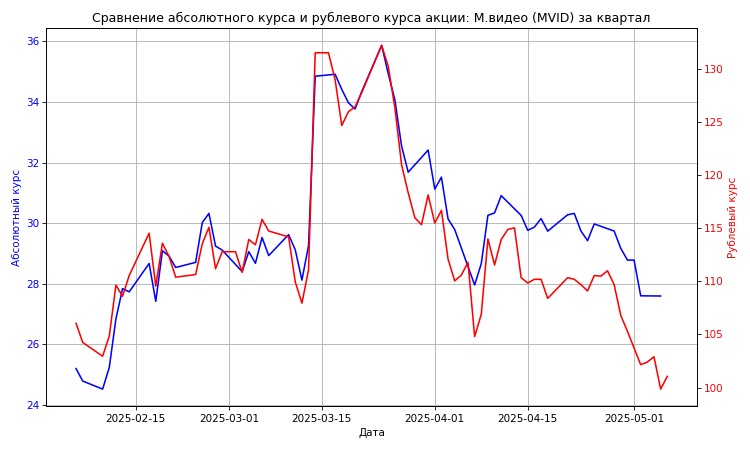 Сравнение абсолютного курса и рублевого курса акции: М.видео (MVID) за квартал
36
34
32
30
28
26
24
Абсолютный курс
130
125
120
115
110
105
100
Рублевый курс
2025-02-15 2025-03-01 2025-03-15 2025-04-01 2025-04-15 2025-05-01
Дата